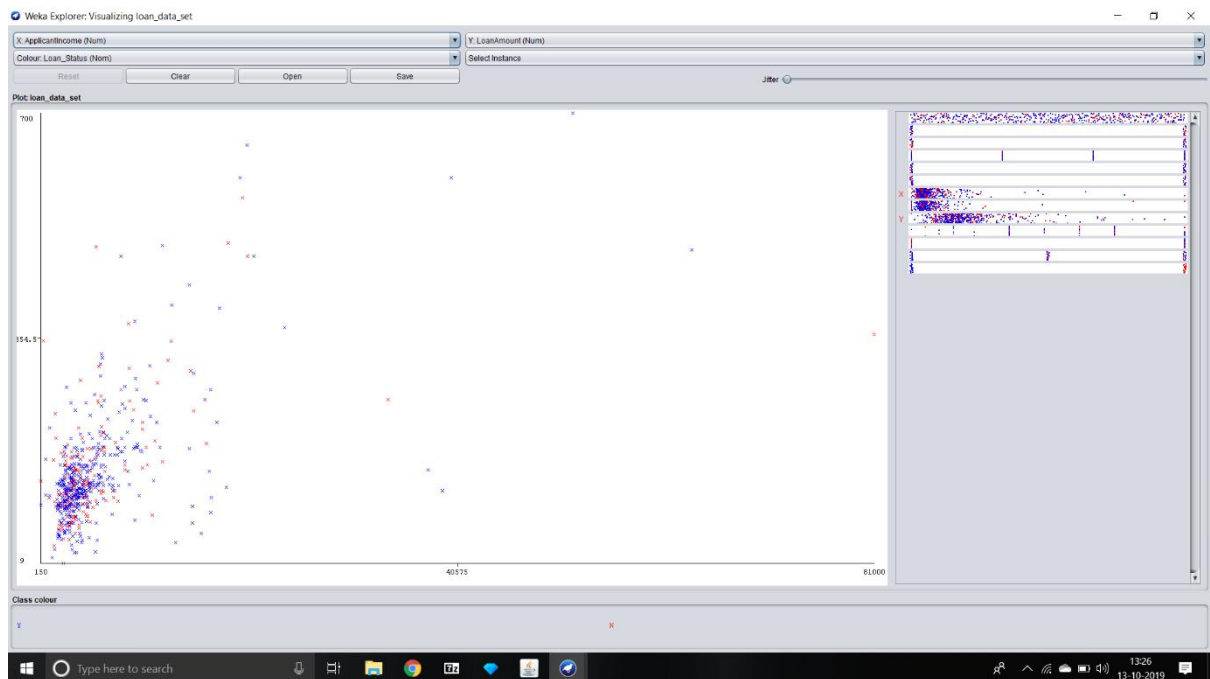 Weka Explorer: Visualizing loan_data_set
X: ApplicantIncome (Num) Y: LoanAmount (Num)
Colour: Loan_Status (Nom) Select Instance
Reset Clear Open Save Jitter
Plot: loan_data_set
700
354.5
9
150 40575 81000
X
Y
Class colour
Y N
Type here to search
13:26
13-10-2019